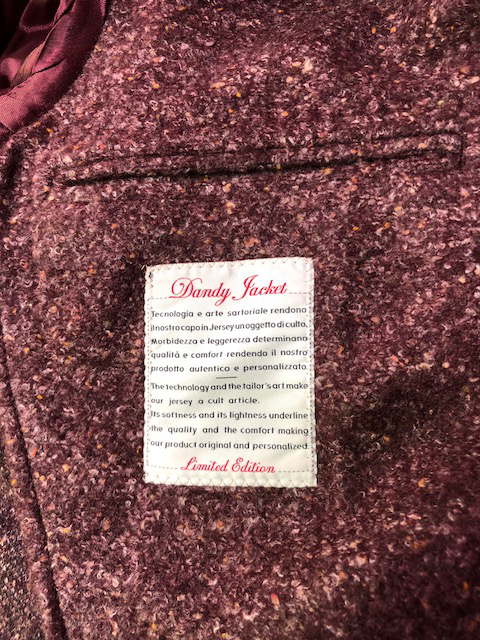 Dandy Jacket
Tecnologia e arte sartoriale rendono
il nostro capo in Jersey un oggetto di culto.
Morbidezza e leggerezza determinano
qualità e comfort rendendo il nostro
prodotto autentico e personalizzato.
The technology and the tailor's art make
our jersey a cult article.
Its softness and its lightness underline
the quality and the comfort making
our product original and personalized.
Limited Edition